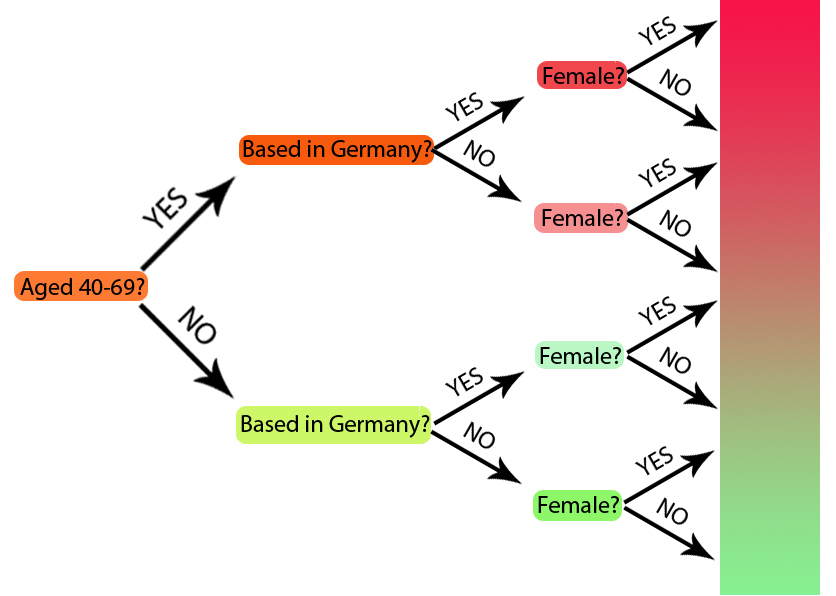 YES
Female?
NO
YES
Based in Germany?
NO
YES
Female?
NO
YES
Aged 40-69?
NO
YES
Female?
NO
YES
Based in Germany?
NO
YES
Female?
NO